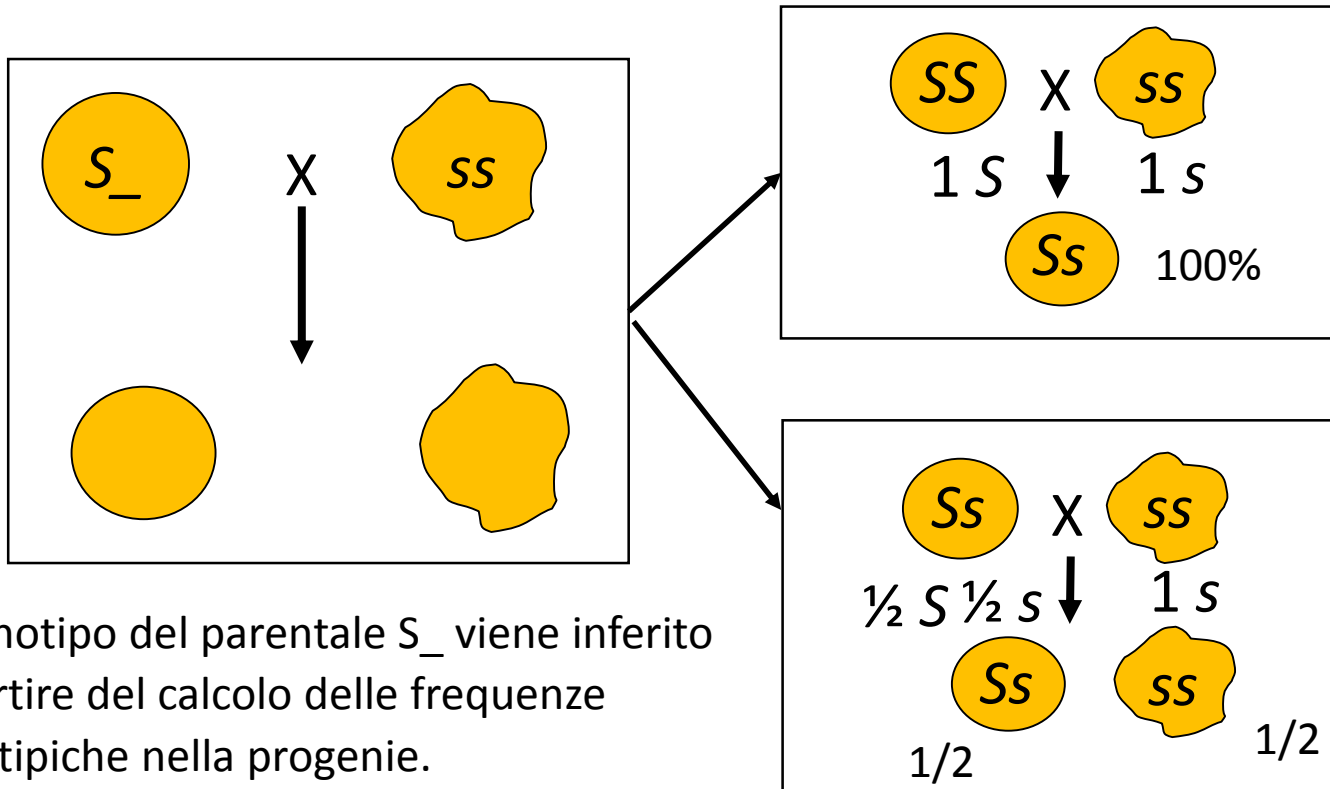 S_ X ss
SS X ss
1 S 1 s
Ss 100%
Ss X ss
½ S ½ s 1 s
Ss ss
1/2 1/2
notipo del parentale S_ viene inferito
rtire del calcolo delle frequenze
tipiche nella progenie.